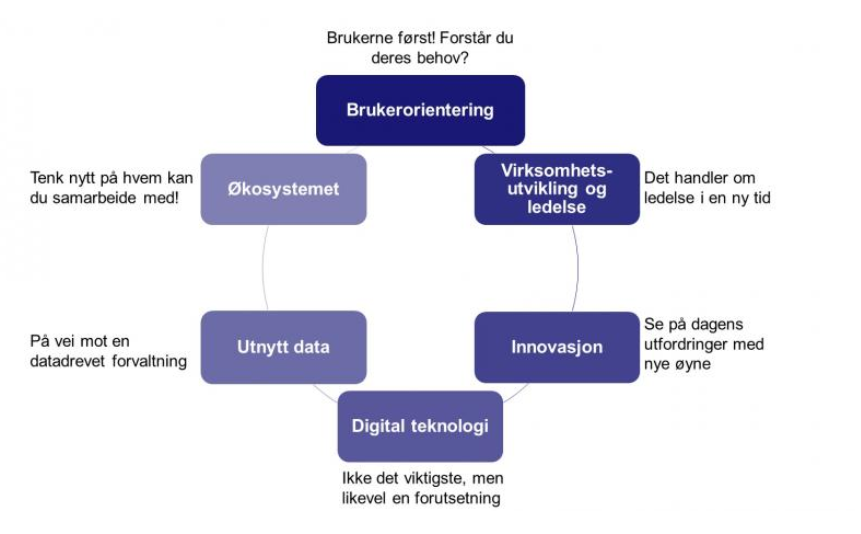 Brukerne først! Forstår du
deres behov?
Brukerorientering
Virksomhets-
utvikling og
ledelse
Det handler om
ledelse i en ny tid
Innovasjon
Se på dagens
utfordringer med
nye øyne
Digital teknologi
Ikke det viktigste, men
likevel en forutsetning
Utnytt data
På vei mot en
datadrevet forvaltning
Økosystemet
Tenk nytt på hvem kan
du samarbeide med!